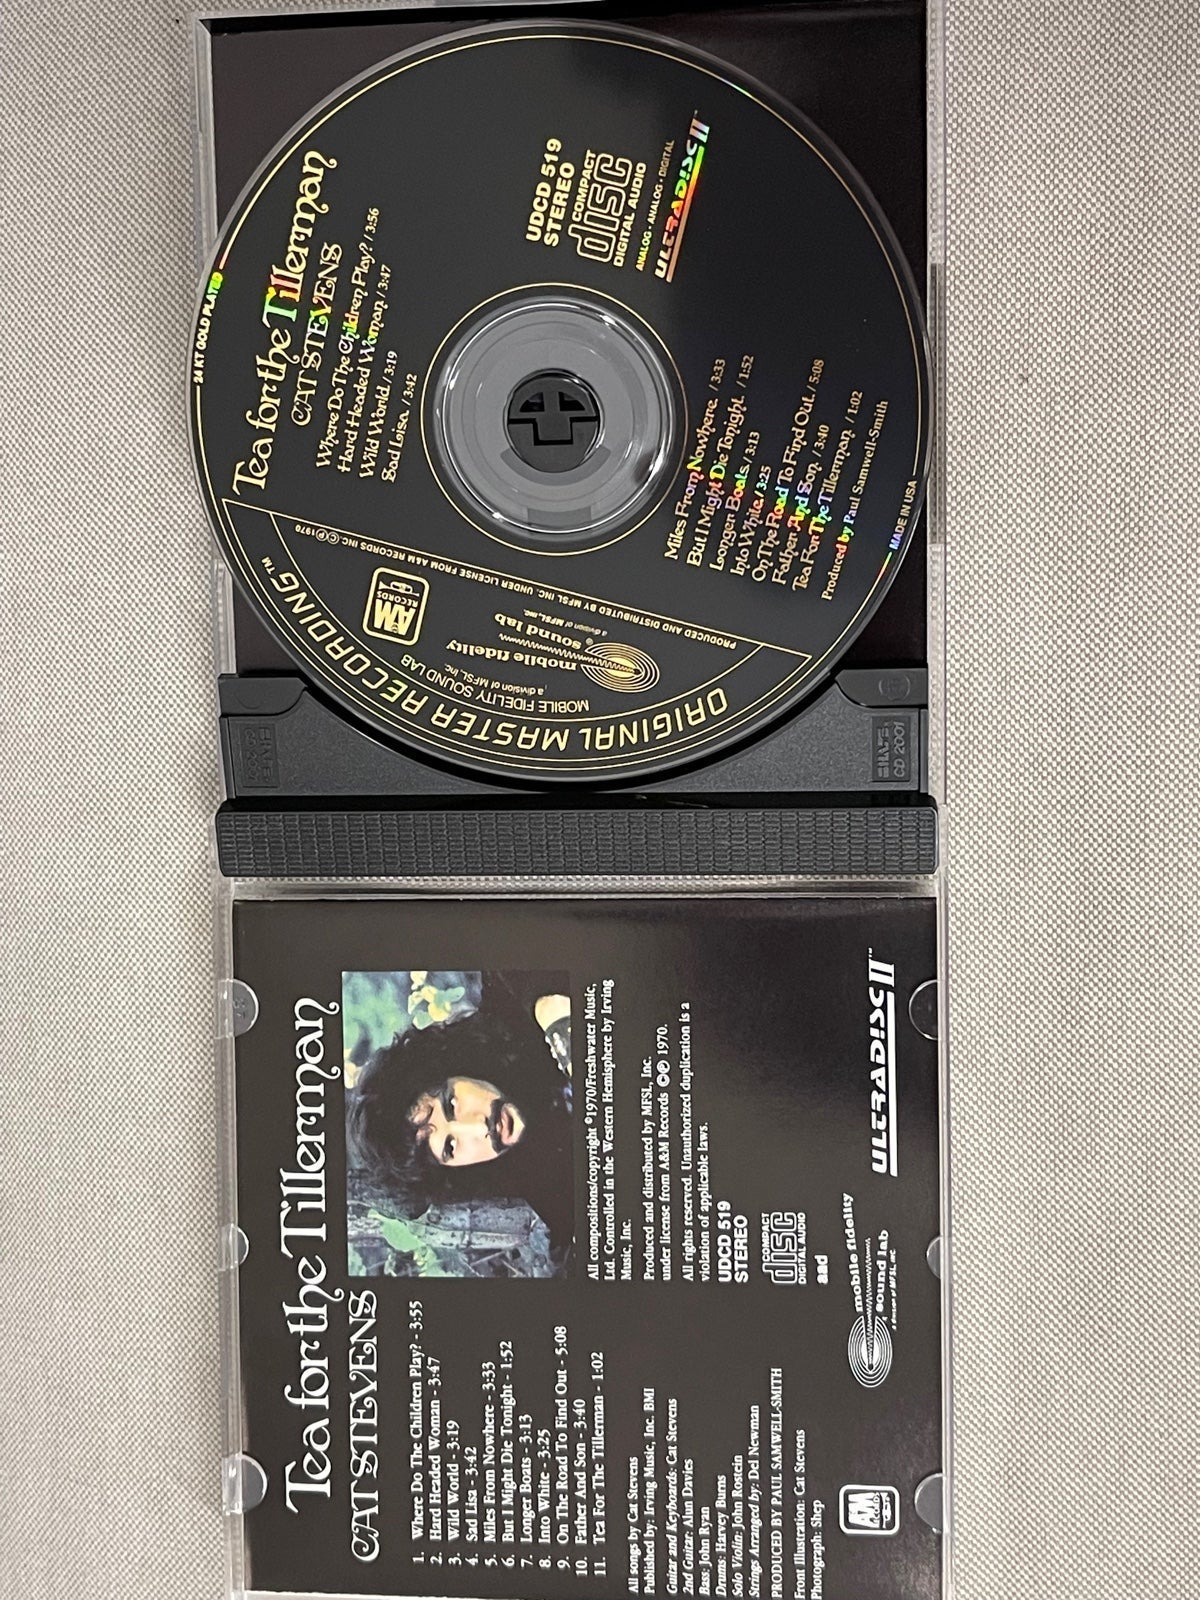 24 KT GOLD PLATED
Tea for the Tillerman
CAT STEVENS
Where Do The Children Play? / 3:56
Hard Headed Woman / 3:47
Wild World / 3:19
Sad Lisa. / 3:42
UDCD 519
STEREO
COMPACT
disc
DIGITAL AUDIO
ANALOG • ANALOG • DIGITAL
ULTRADISC II™
Miles From Nowhere. / 3:33
But I Might Die Tonight. / 1:52
Longer Boats. / 3:13
Into White. / 3:25
On The Road To Find Out. / 5:08
Father And Son / 3:40
Tea For The Tillerman / 1:02
Produced by Paul Samwell-Smith
MADE IN USA
PRODUCED AND DISTRIBUTED BY MFSL INC. UNDER LICENSE FROM A&M RECORDS INC. ©℗1970
A&M
RECORDS
mobile fidelity
sound lab®
a division of MFSL, INC.
MOBILE FIDELITY SOUND LAB
, a division of MFSL, Inc.
ORIGINAL MASTER RECORDING™
CD 2001
Tea for the Tillerman
CAT STEVENS
1. Where Do The Children Play? - 3:55
2. Hard Headed Woman - 3:47
3. Wild World - 3:19
4. Sad Lisa - 3:42
5. Miles From Nowhere - 3:33
6. But I Might Die Tonight - 1:52
7. Longer Boats - 3:13
8. Into White - 3:25
9. On The Road To Find Out - 5:08
10. Father And Son - 3:40
11. Tea For The Tillerman - 1:02
All songs by Cat Stevens
Published by: Irving Music, Inc. BMI
Guitar and Keyboards: Cat Stevens
2nd Guitar: Alun Davies
Bass: John Ryan
Drums: Harvey Burns
Solo Violin: John Rostein
Strings Arranged by: Del Newman
PRODUCED BY PAUL SAMWELL-SMITH
Front Illustration: Cat Stevens
Photograph: Shep
All compositions/copyright ©1970/Freshwater Music,
Ltd. Controlled in the Western Hemisphere by Irving
Music, Inc.
Produced and distributed by MFSL, Inc.
under license from A&M Records ©℗ 1970.
All rights reserved. Unauthorized duplication is a
violation of applicable laws.
UDCD 519
STEREO
COMPACT
disc
DIGITAL AUDIO
aad
A&M
RECORDS
mobile fidelity
sound lab
a division of MFSL, INC.
ULTRADISC II™